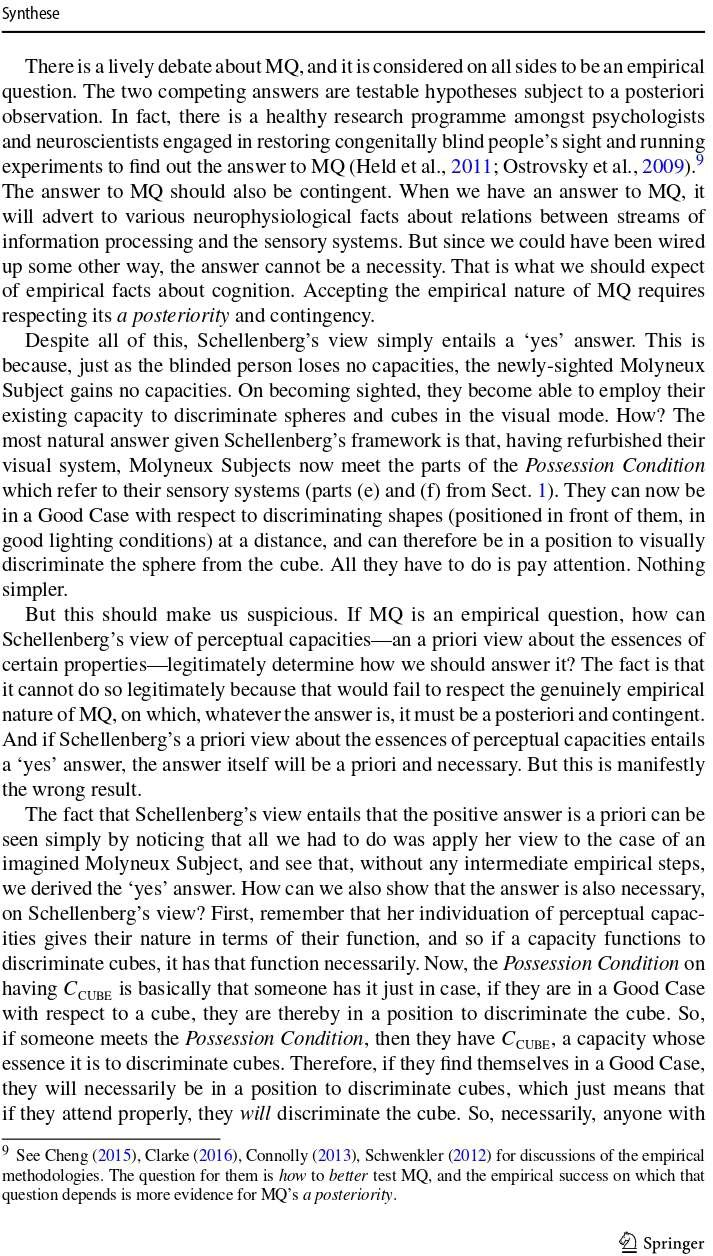 Synthese
There is a lively debate about MQ, and it is considered on all sides to be an empirical
question. The two competing answers are testable hypotheses subject to a posteriori
observation. In fact, there is a healthy research programme amongst psychologists
and neuroscientists engaged in restoring congenitally blind people's sight and running
experiments to find out the answer to MQ (Held et al., 2011; Ostrovsky et al., 2009).9
The answer to MQ should also be contingent. When we have an answer to MQ, it
will advert to various neurophysiological facts about relations between streams of
information processing and the sensory systems. But since we could have been wired
up some other way, the answer cannot be a necessity. That is what we should expect
of empirical facts about cognition. Accepting the empirical nature of MQ requires
respecting its a posteriority and contingency.
Despite all of this, Schellenberg's view simply entails a 'yes' answer. This is
because, just as the blinded person loses no capacities, the newly-sighted Molyneux
Subject gains no capacities. On becoming sighted, they become able to employ their
existing capacity to discriminate spheres and cubes in the visual mode. How? The
most natural answer given Schellenberg's framework is that, having refurbished their
visual system, Molyneux Subjects now meet the parts of the Possession Condition
which refer to their sensory systems (parts (e) and (f) from Sect. 1). They can now be
in a Good Case with respect to discriminating shapes (positioned in front of them, in
good lighting conditions) at a distance, and can therefore be in a position to visually
discriminate the sphere from the cube. All they have to do is pay attention. Nothing
simpler.
But this should make us suspicious. If MQ is an empirical question, how can
Schellenberg's view of perceptual capacities—an a priori view about the essences of
certain properties—legitimately determine how we should answer it? The fact is that
it cannot do so legitimately because that would fail to respect the genuinely empirical
nature of MQ, on which, whatever the answer is, it must be a posteriori and contingent.
And if Schellenberg's a priori view about the essences of perceptual capacities entails
a 'yes' answer, the answer itself will be a priori and necessary. But this is manifestly
the wrong result.
The fact that Schellenberg's view entails that the positive answer is a priori can be
seen simply by noticing that all we had to do was apply her view to the case of an
imagined Molyneux Subject, and see that, without any intermediate empirical steps,
we derived the 'yes' answer. How can we also show that the answer is also necessary,
on Schellenberg's view? First, remember that her individuation of perceptual capac-
ities gives their nature in terms of their function, and so if a capacity functions to
discriminate cubes, it has that function necessarily. Now, the Possession Condition on
having CCUBE is basically that someone has it just in case, if they are in a Good Case
with respect to a cube, they are thereby in a position to discriminate the cube. So,
if someone meets the Possession Condition, then they have CCUBE, a capacity whose
essence it is to discriminate cubes. Therefore, if they find themselves in a Good Case,
they will necessarily be in a position to discriminate cubes, which just means that
if they attend properly, they will discriminate the cube. So, necessarily, anyone with
9 See Cheng (2015), Clarke (2016), Connolly (2013), Schwenkler (2012) for discussions of the empirical
methodologies. The question for them is how to better test MQ, and the empirical success on which that
question depends is more evidence for MQ's a posteriority.
Springer